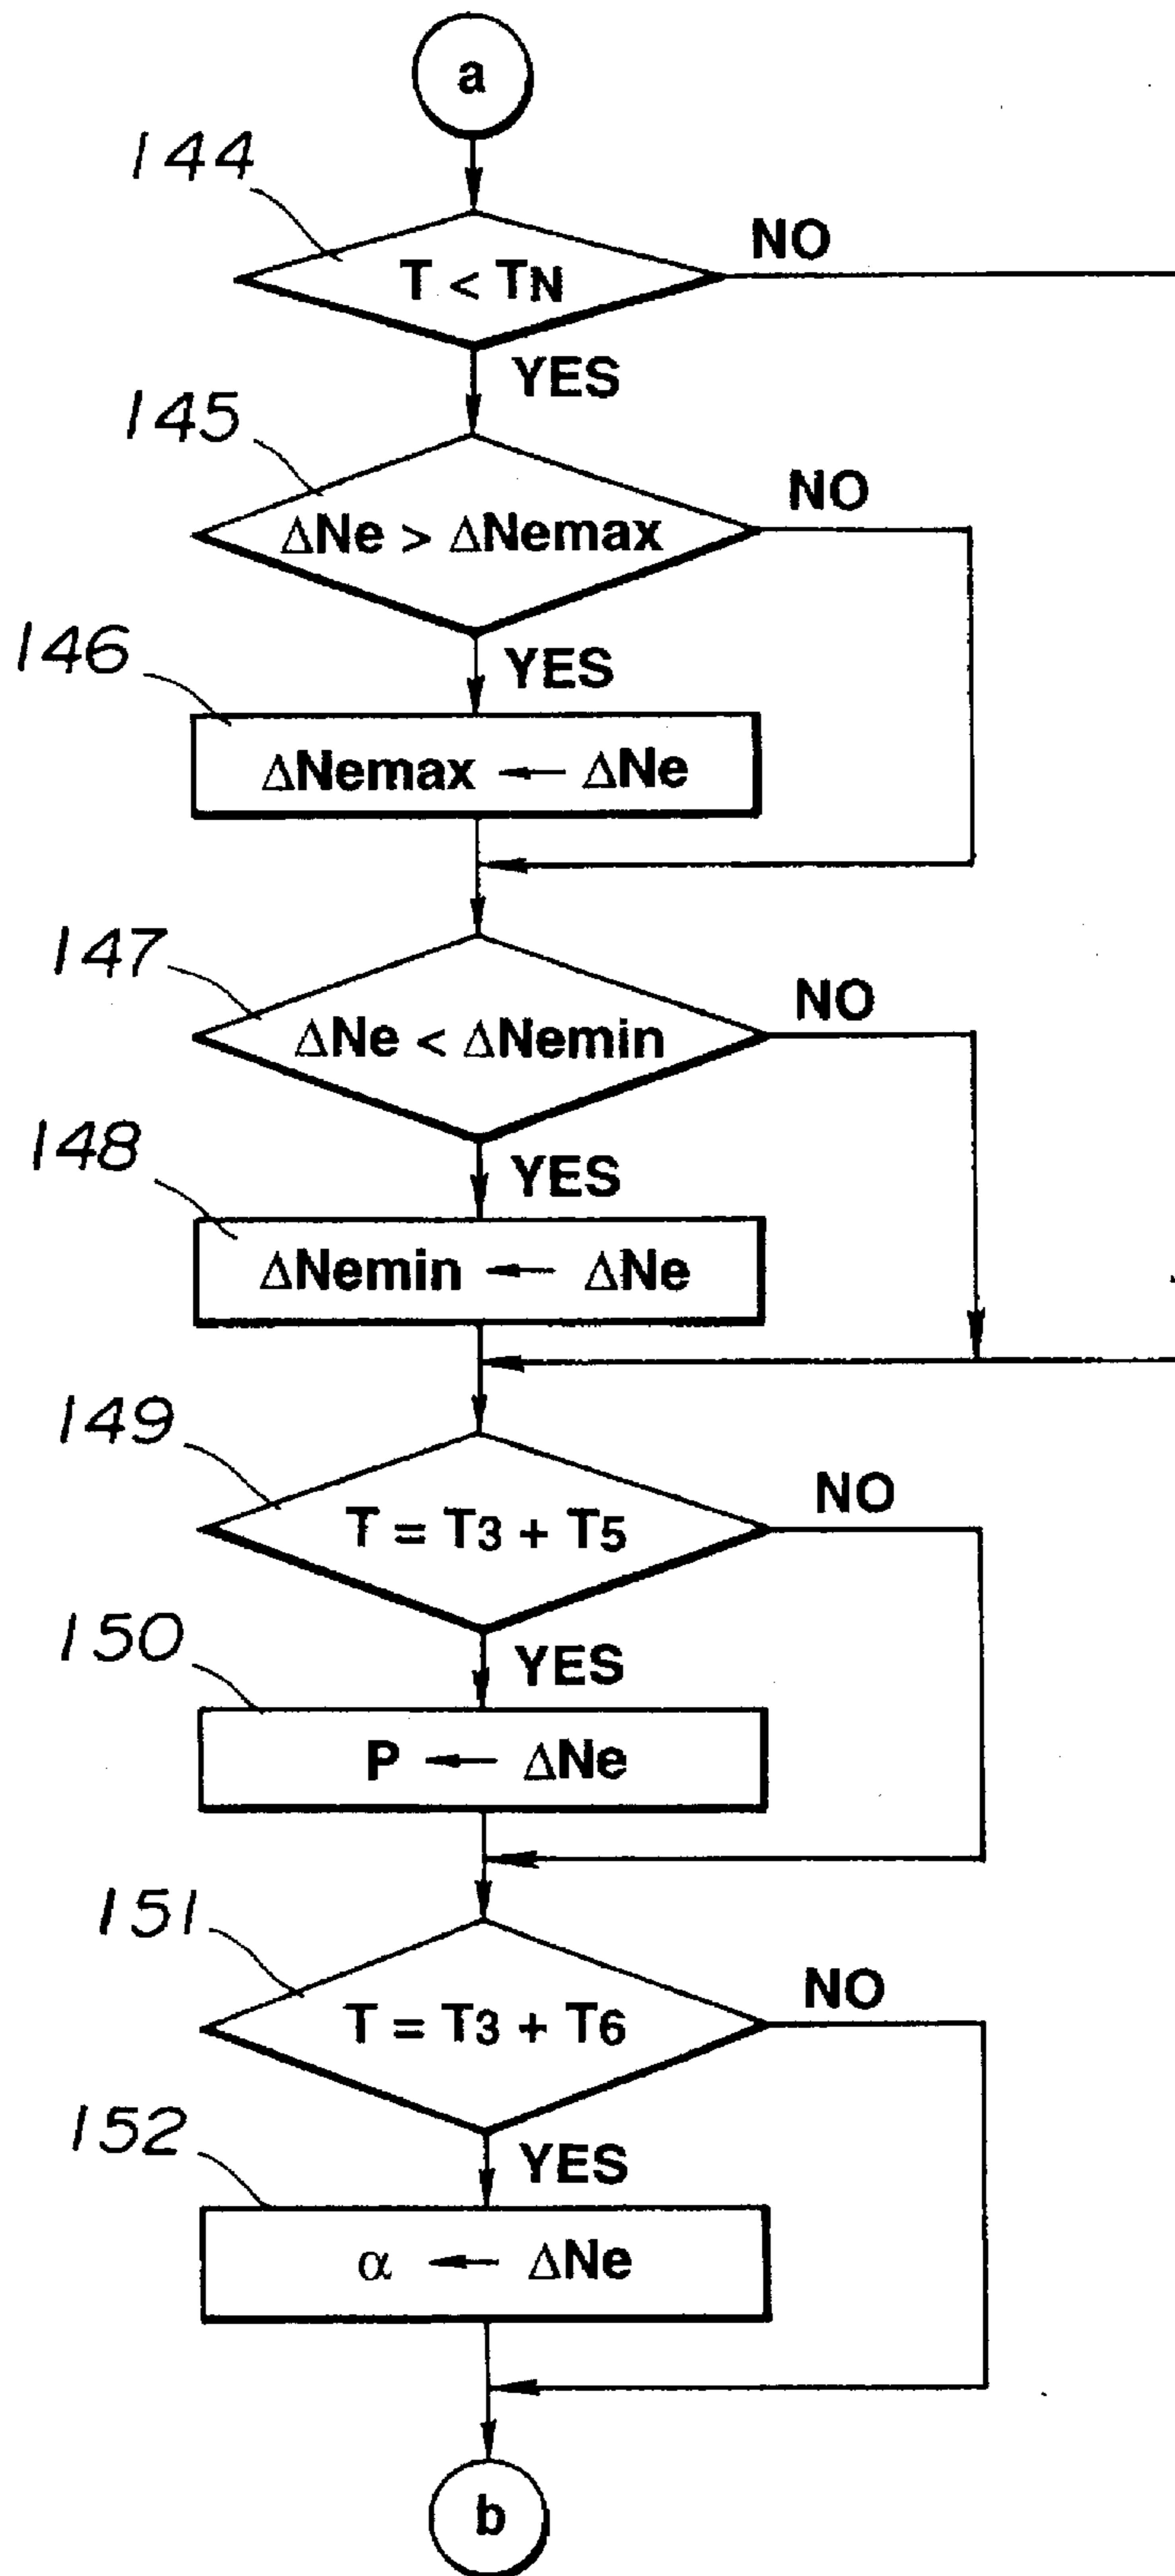 a
144
T < TN
NO
YES
145
ΔNe > ΔNemax
NO
YES
146
ΔNemax ← ΔNe
147
ΔNe < ΔNemin
NO
YES
148
ΔNemin ← ΔNe
149
T = T3 + T5
NO
YES
150
P ← ΔNe
151
T = T3 + T6
NO
YES
152
α ← ΔNe
b